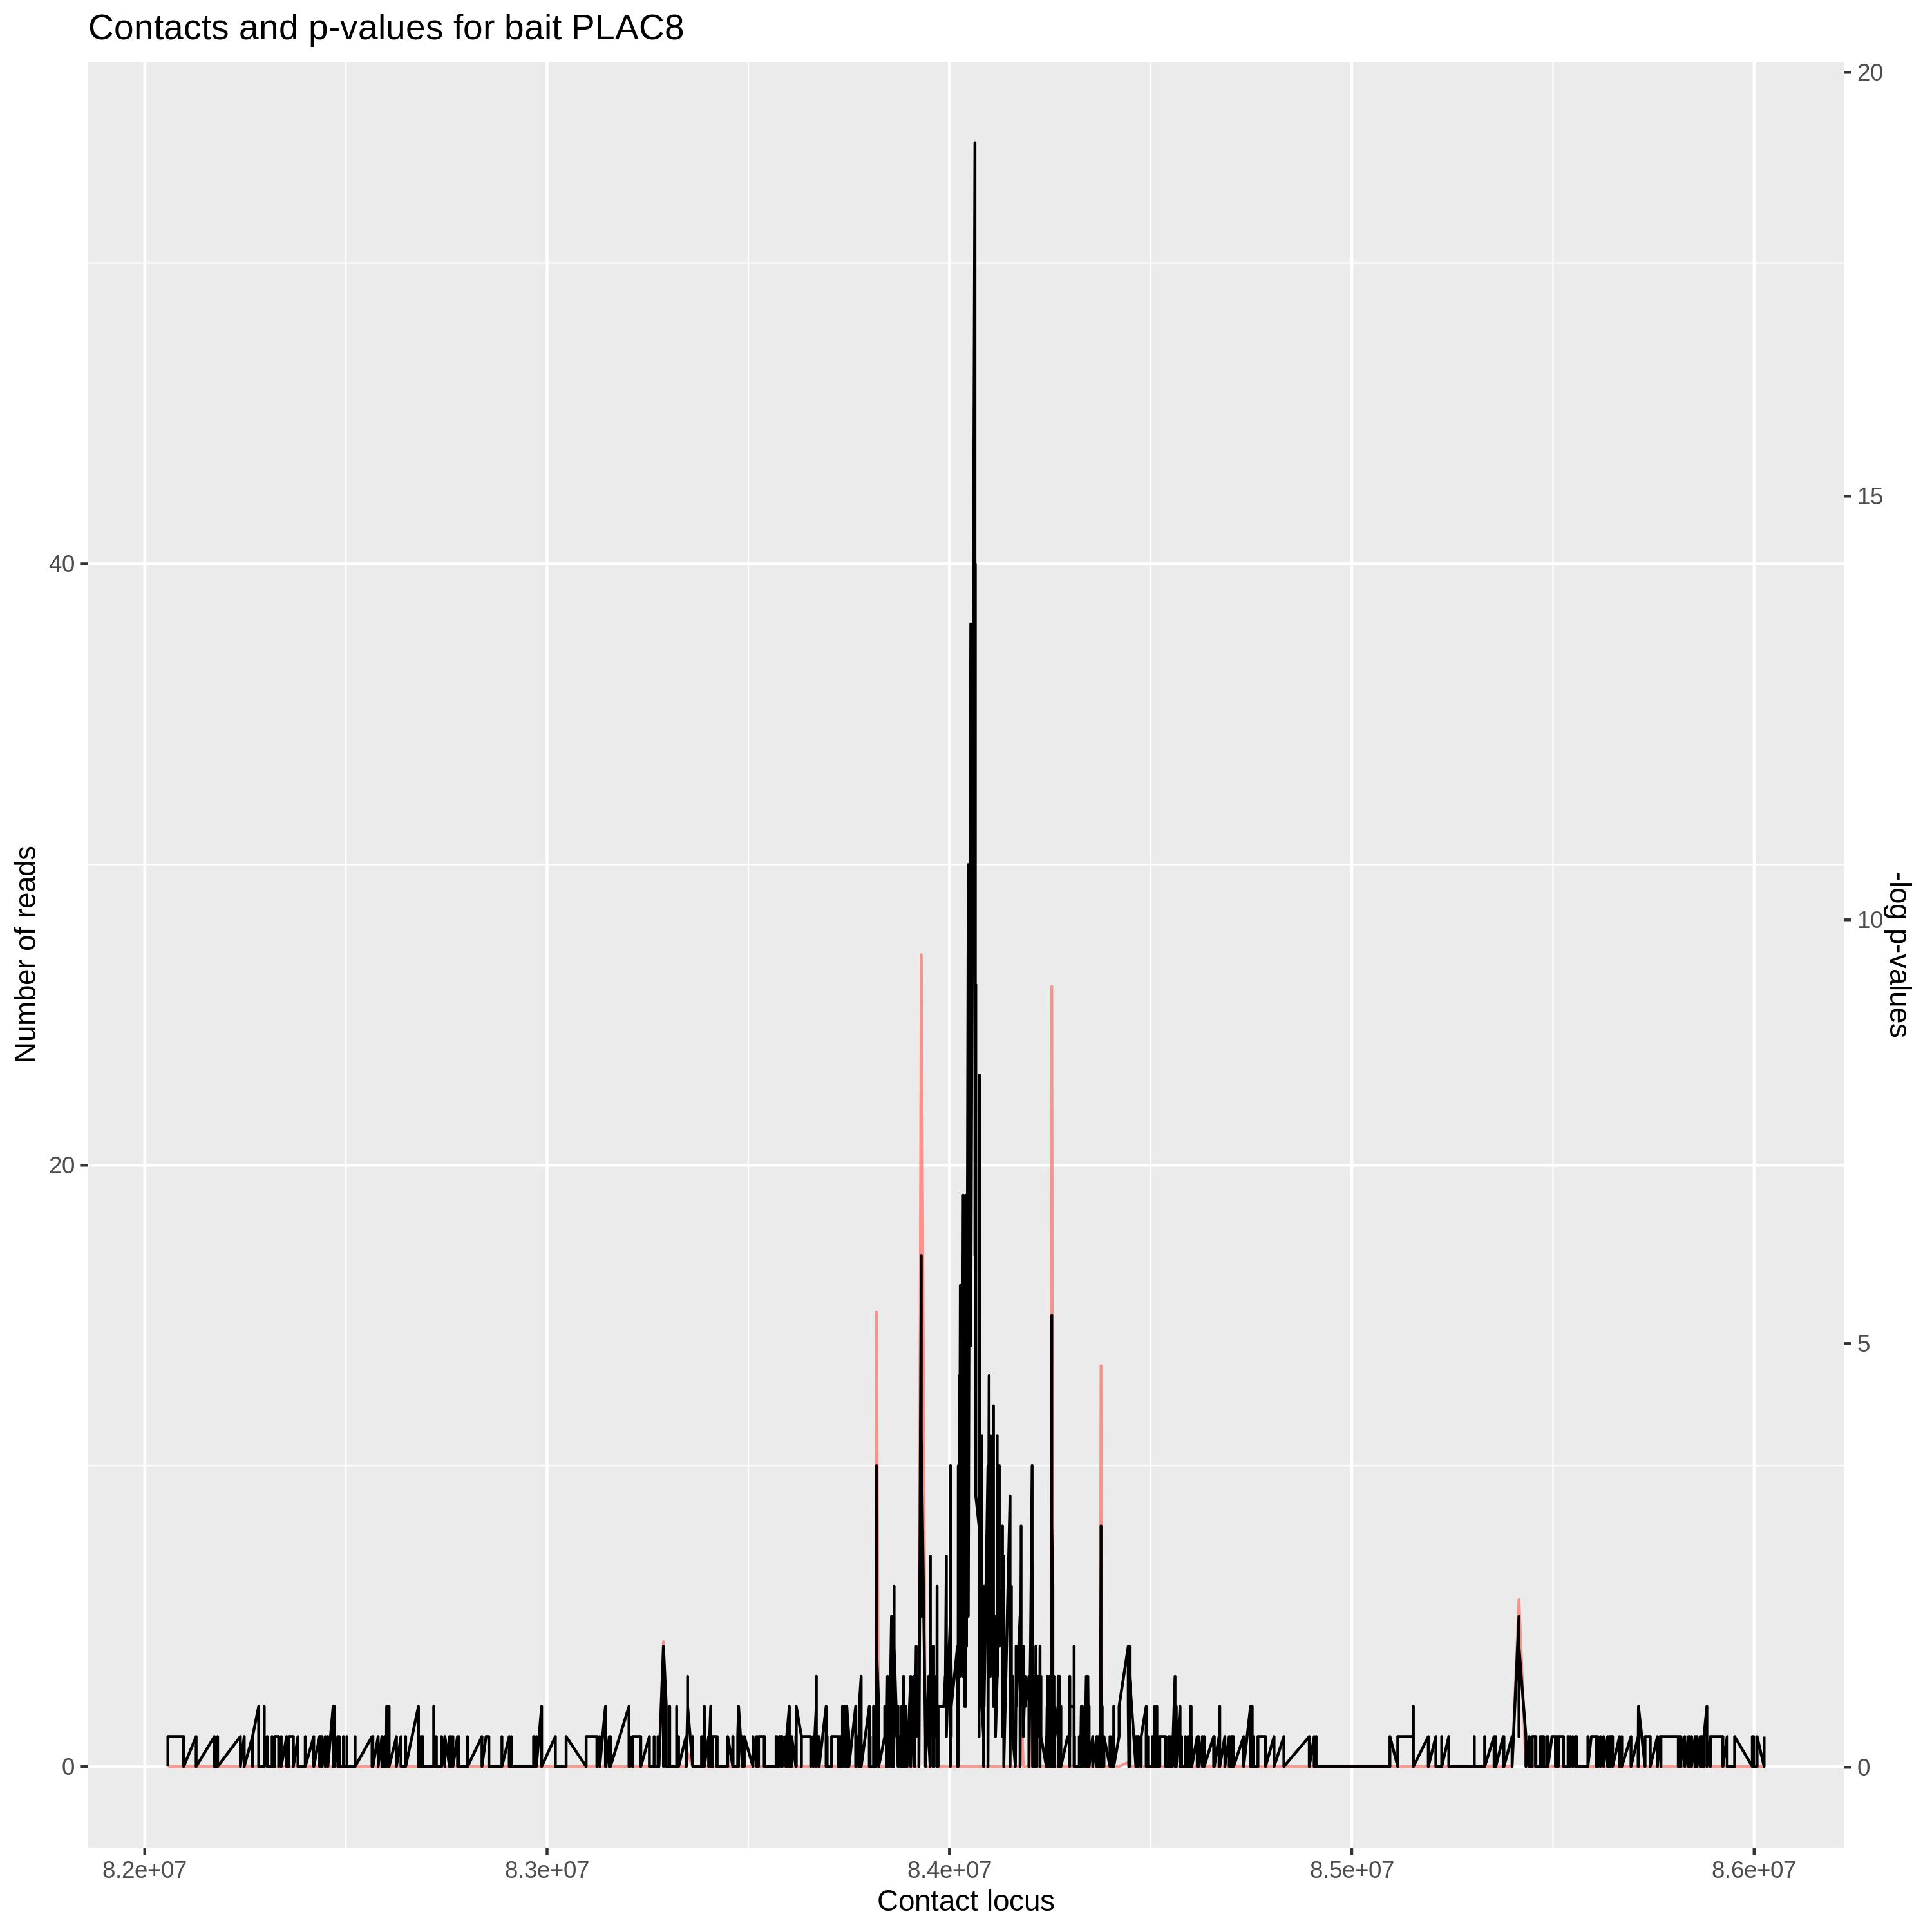 Contacts and p-values for bait PLAC8
20
15
10
5
0
-log p-values
40
20
0
Number of reads
8.2e+07
8.3e+07
8.4e+07
8.5e+07
8.6e+07
Contact locus